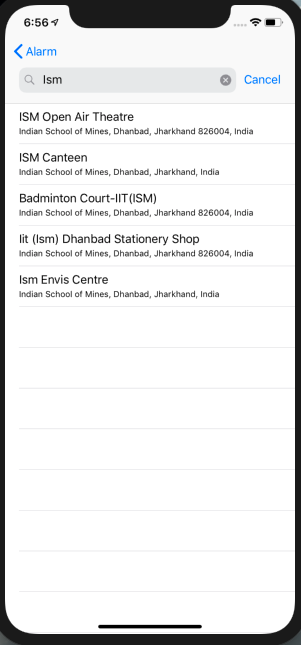 6:56
Alarm
Ism
Cancel
ISM Open Air Theatre
Indian School of Mines, Dhanbad, Jharkhand 826004, India
ISM Canteen
Indian School of Mines, Dhanbad, Jharkhand, India
Badminton Court-IIT(ISM)
Indian School of Mines, Dhanbad, Jharkhand 826004, India
Iit (Ism) Dhanbad Stationery Shop
Indian School of Mines, Dhanbad, Jharkhand 826004, India
Ism Envis Centre
Indian School of Mines, Dhanbad, Jharkhand, India